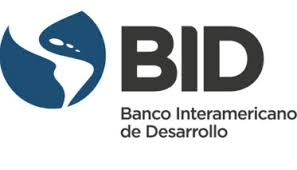 BID
Banco Interamericano
de Desarrollo